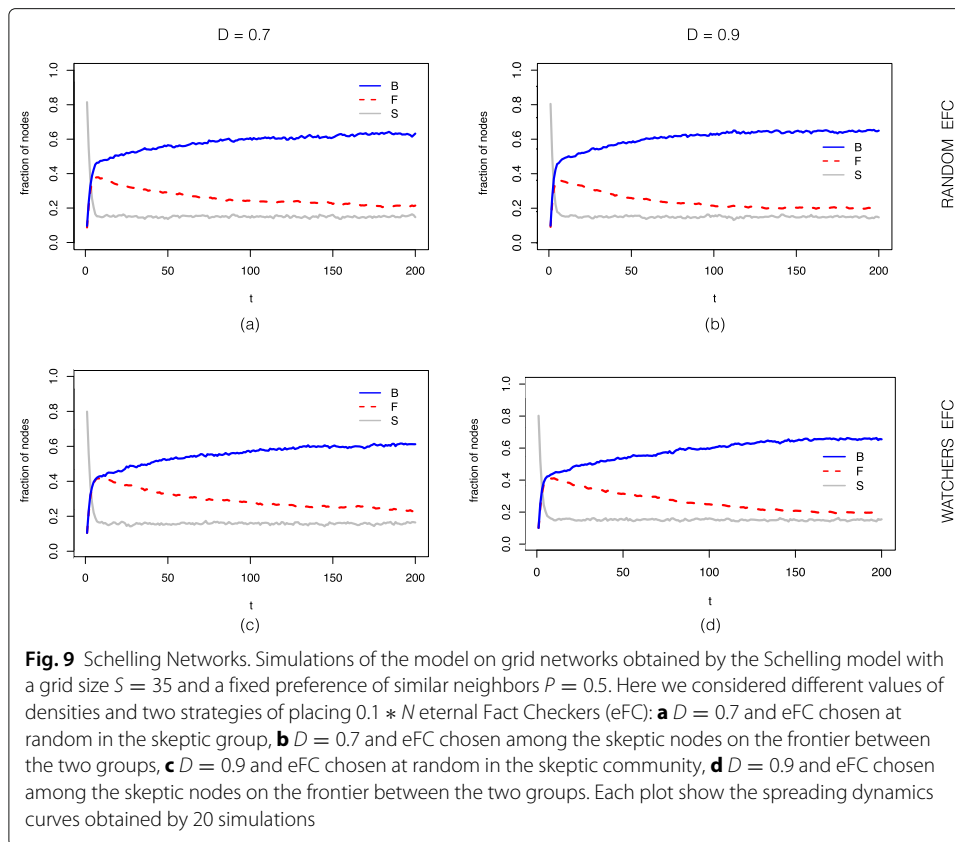 D = 0.7
D = 0.9
fraction of nodes
1.0
0.8
0.6
0.4
0.2
0.0
B
F
S
0
50
100
150
200
t
(a)
fraction of nodes
1.0
0.8
0.6
0.4
0.2
0.0
B
F
S
0
50
100
150
200
t
(b)
RANDOM EFC
fraction of nodes
1.0
0.8
0.6
0.4
0.2
0.0
B
F
S
0
50
100
150
200
t
(c)
fraction of nodes
1.0
0.8
0.6
0.4
0.2
0.0
B
F
S
0
50
100
150
200
t
(d)
WATCHERS EFC
Fig. 9 Schelling Networks. Simulations of the model on grid networks obtained by the Schelling model with
a grid size S = 35 and a fixed preference of similar neighbors P = 0.5. Here we considered different values of
densities and two strategies of placing 0.1 * N eternal Fact Checkers (eFC): a D = 0.7 and eFC chosen at
random in the skeptic group, b D = 0.7 and eFC chosen among the skeptic nodes on the frontier between
the two groups, c D = 0.9 and eFC chosen at random in the skeptic community, d D = 0.9 and eFC chosen
among the skeptic nodes on the frontier between the two groups. Each plot show the spreading dynamics
curves obtained by 20 simulations